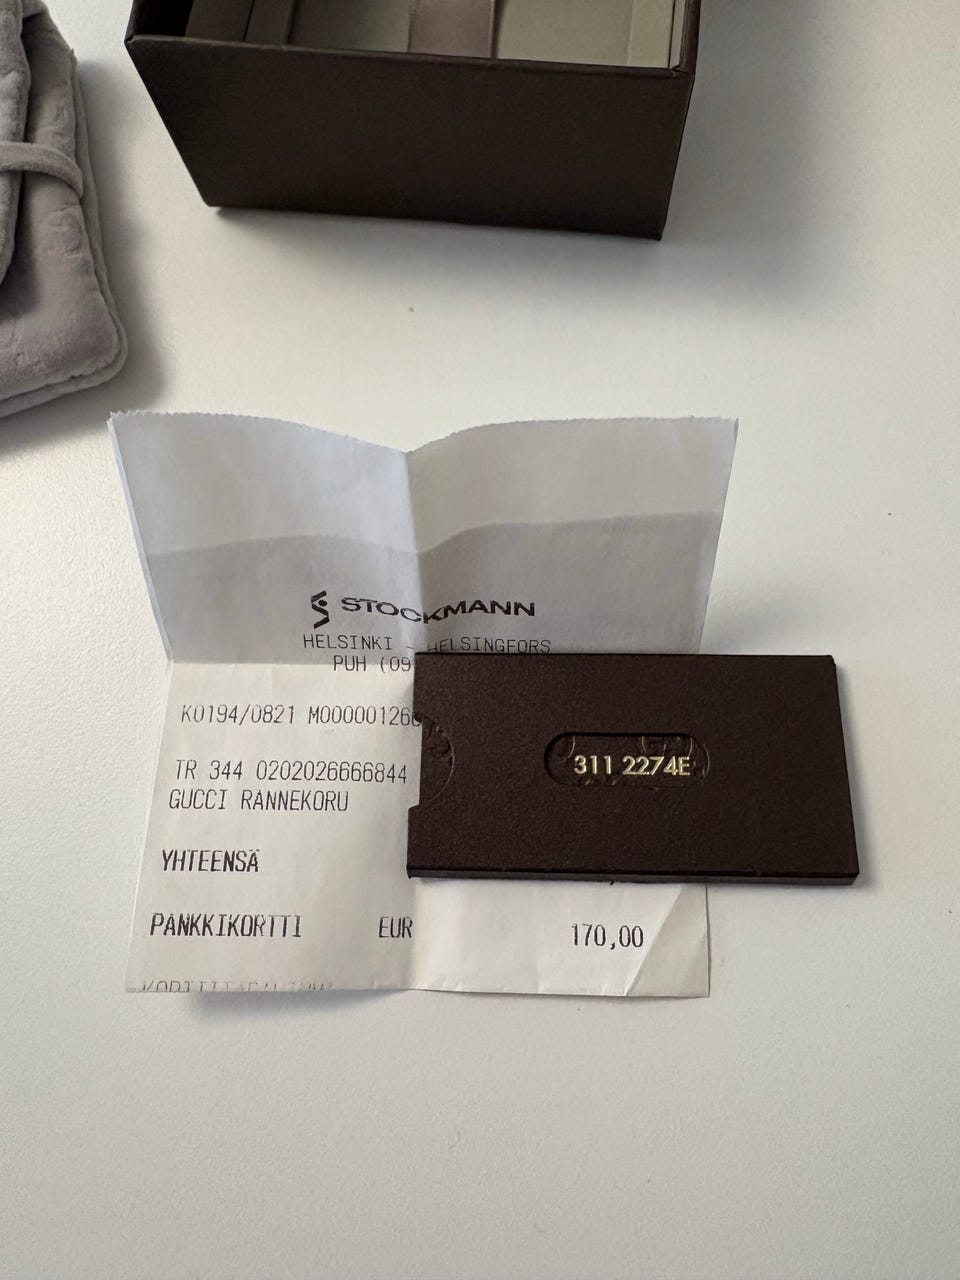 STOCKMANN
HELSINKI - HELSINGFORS
PUH (09
K0194/0821 M000000126
TR 344 0202026666844
GUCCI RANNEKORU
311 2274E
YHTEENSÄ
PANKKIKORTTI EUR 170,00